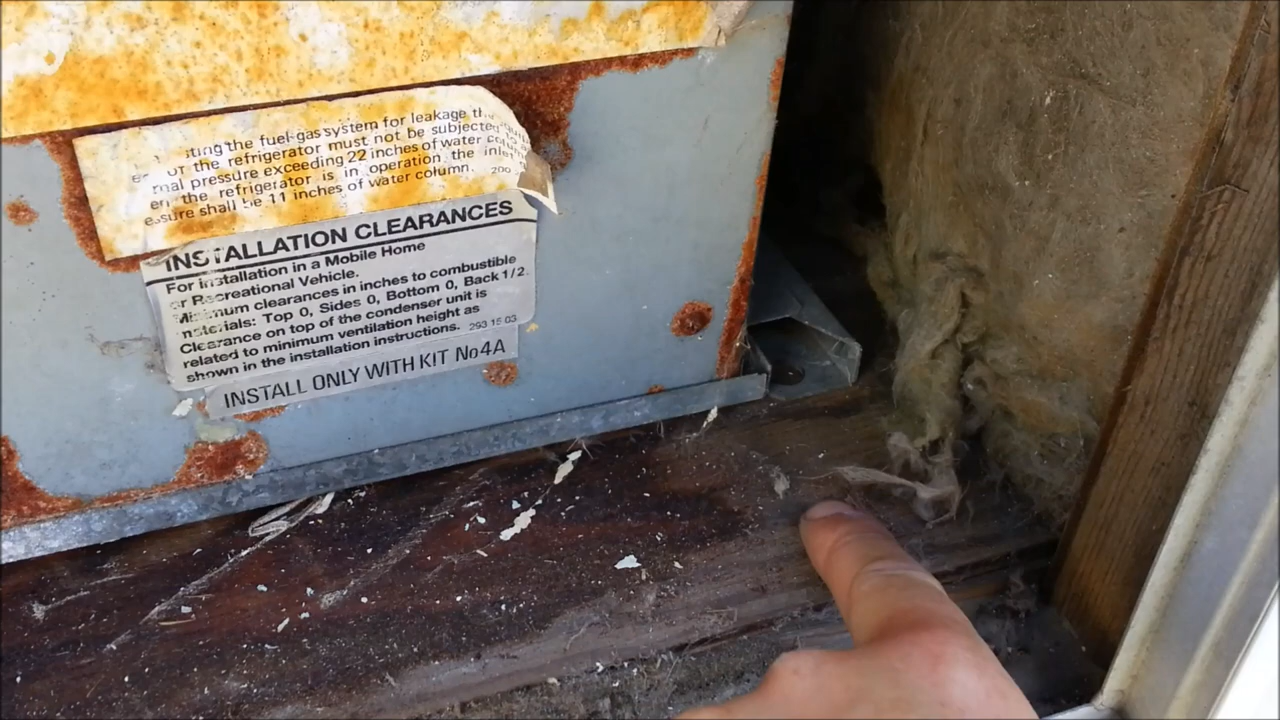 ting the fuel-gas system for leakage the
of the refrigerator must not be subjected
mal pressure exceeding 22 inches of water
en the refrigerator is in operation, the inlet
essure shall be 11 inches of water column. 200
INSTALLATION CLEARANCES
For Installation in a Mobile Home
or Recreational Vehicle.
Minimum clearances in inches to combustible
materials: Top 0, Sides 0, Bottom 0, Back 1/2.
Clearance on top of the condenser unit is
related to minimum ventilation height as
shown in the installation instructions. 293 15 03
INSTALL ONLY WITH KIT No4A